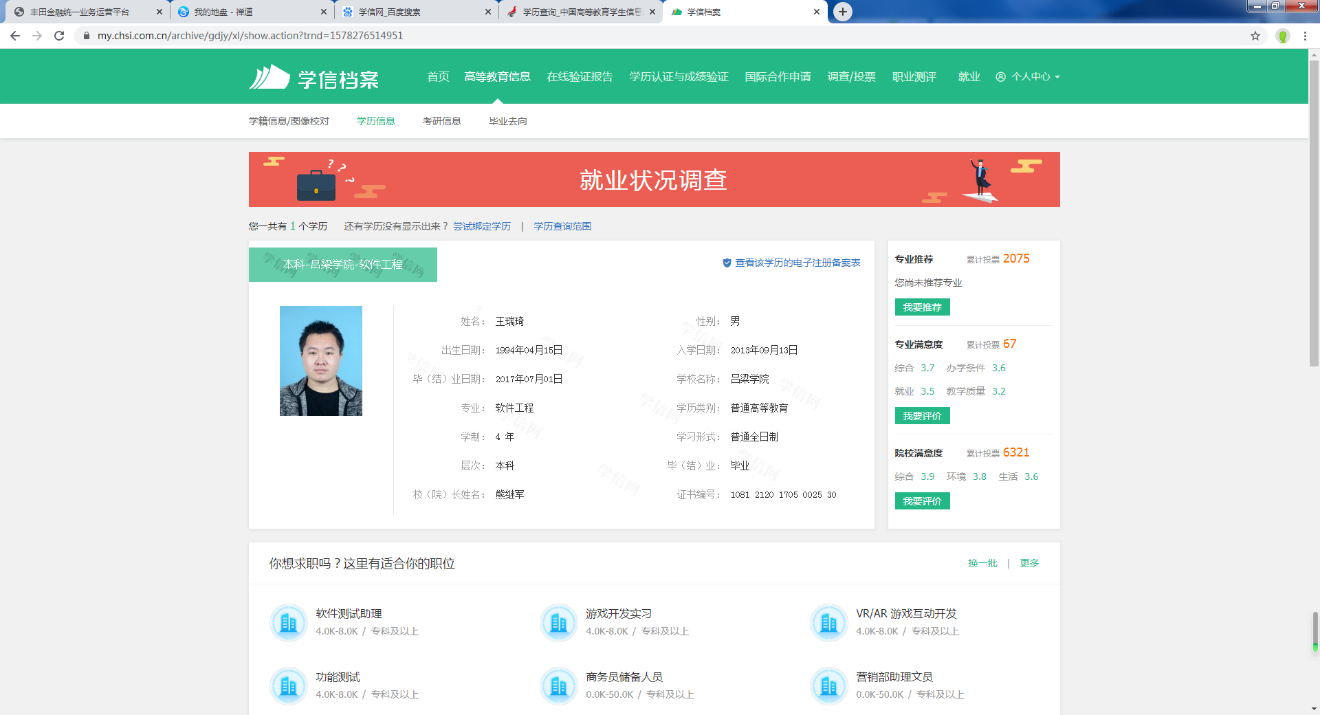 丰田金融统一业务运营平台
我的地盘 - 禅道
学信网_百度搜索
学历查询_中国高等教育学生信息
学信档案
my.chsi.com.cn/archive/gdjy/xl/show.action?trnd=1578276514951
学信档案 首页 高等教育信息 在线验证报告 学历认证与成绩验证 国际合作申请 调查/投票 职业测评 就业 个人中心
学籍信息/图像校对 学历信息 考研信息 毕业去向
就业状况调查
您一共有 1 个学历 还有学历没有显示出来？ 尝试绑定学历 | 学历查询范围
本科-吕梁学院-软件工程
查看该学历的电子注册备案表
姓名： 王瑞琦 性别： 男
出生日期： 1994年04月15日 入学日期： 2013年09月13日
毕（结）业日期： 2017年07月01日 学校名称： 吕梁学院
专业： 软件工程 学历类别： 普通高等教育
学制： 4 年 学习形式： 普通全日制
层次： 本科 毕（结）业： 毕业
校（院）长姓名： 熊继军 证书编号： 1081 2120 1705 0025 30
专业推荐 累计投票 2075
您尚未推荐专业
我要推荐
专业满意度 累计投票 67
综合 3.7 办学条件 3.6
就业 3.5 教学质量 3.2
我要评价
院校满意度 累计投票 6321
综合 3.9 环境 3.8 生活 3.6
我要评价
你想求职吗？这里有适合你的职位 换一批 | 更多
软件测试助理
4.0K-8.0K / 专科及以上
游戏开发实习
4.0K-8.0K / 专科及以上
VR/AR 游戏互动开发
4.0K-8.0K / 专科及以上
功能测试
4.0K-8.0K / 专科及以上
商务员储备人员
0.0K-50.0K / 专科及以上
营销部助理文员
0.0K-50.0K / 专科及以上